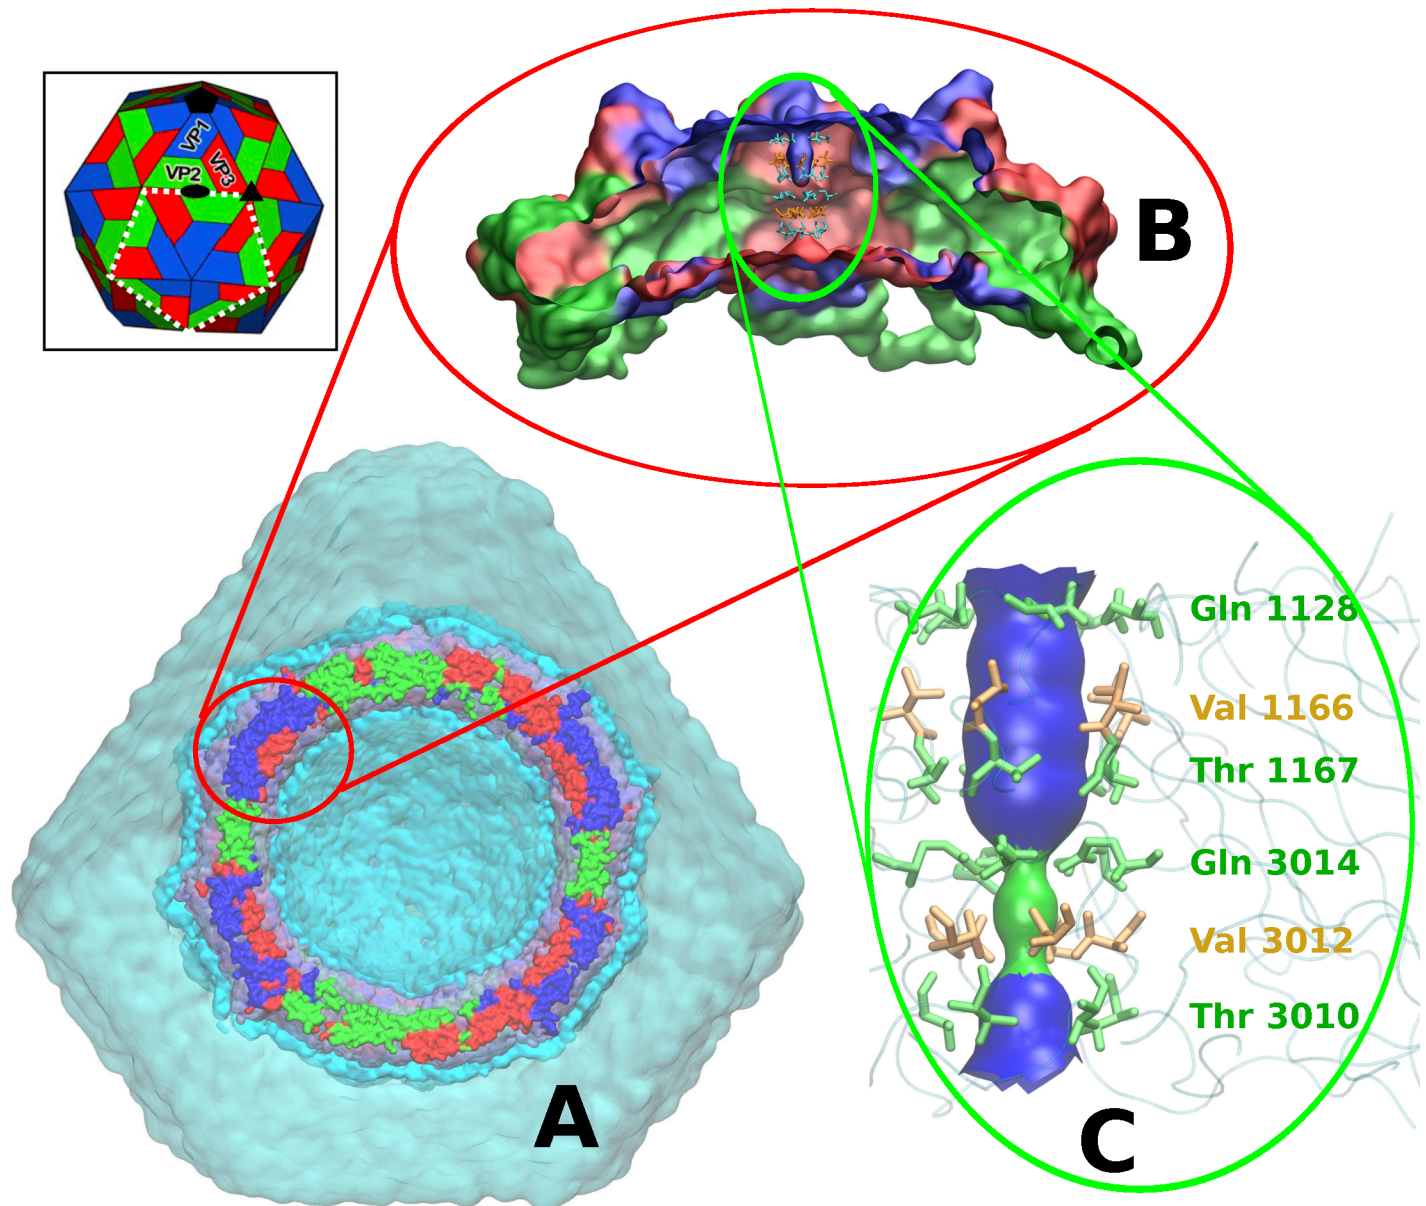 VP1
VP2
VP3
B
Gln 1128
Val 1166
Thr 1167
Gln 3014
Val 3012
Thr 3010
A
C